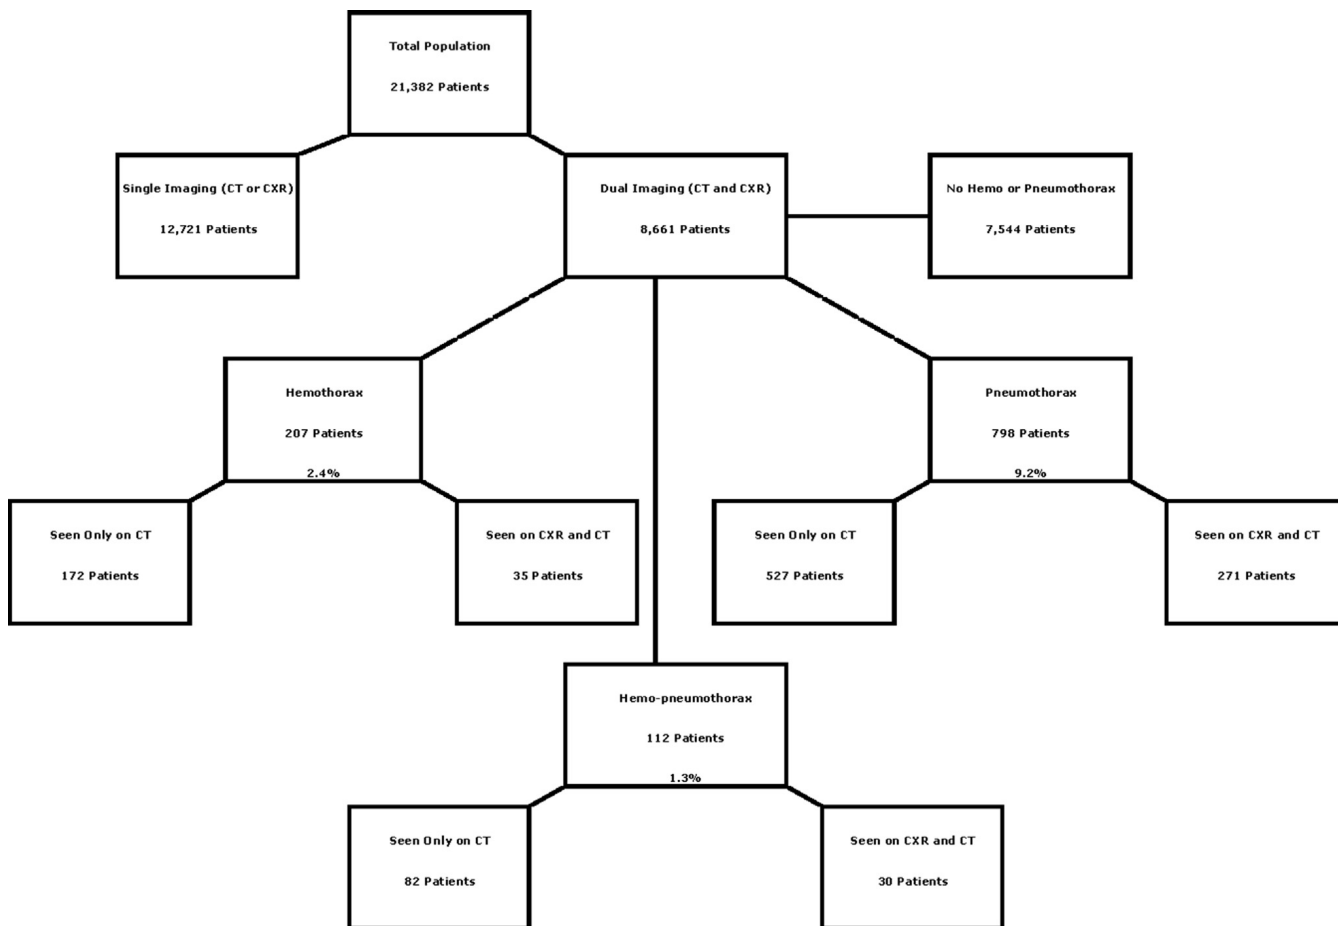 Total Population
21,382 Patients
Single Imaging (CT or CXR)
12,721 Patients
Dual Imaging (CT and CXR)
8,661 Patients
No Hemo or Pneumothorax
7,544 Patients
Hemothorax
207 Patients
2.4%
Pneumothorax
798 Patients
9.2%
Seen Only on CT
172 Patients
Seen on CXR and CT
35 Patients
Seen Only on CT
527 Patients
Seen on CXR and CT
271 Patients
Hemo-pneumothorax
112 Patients
1.3%
Seen Only on CT
82 Patients
Seen on CXR and CT
30 Patients